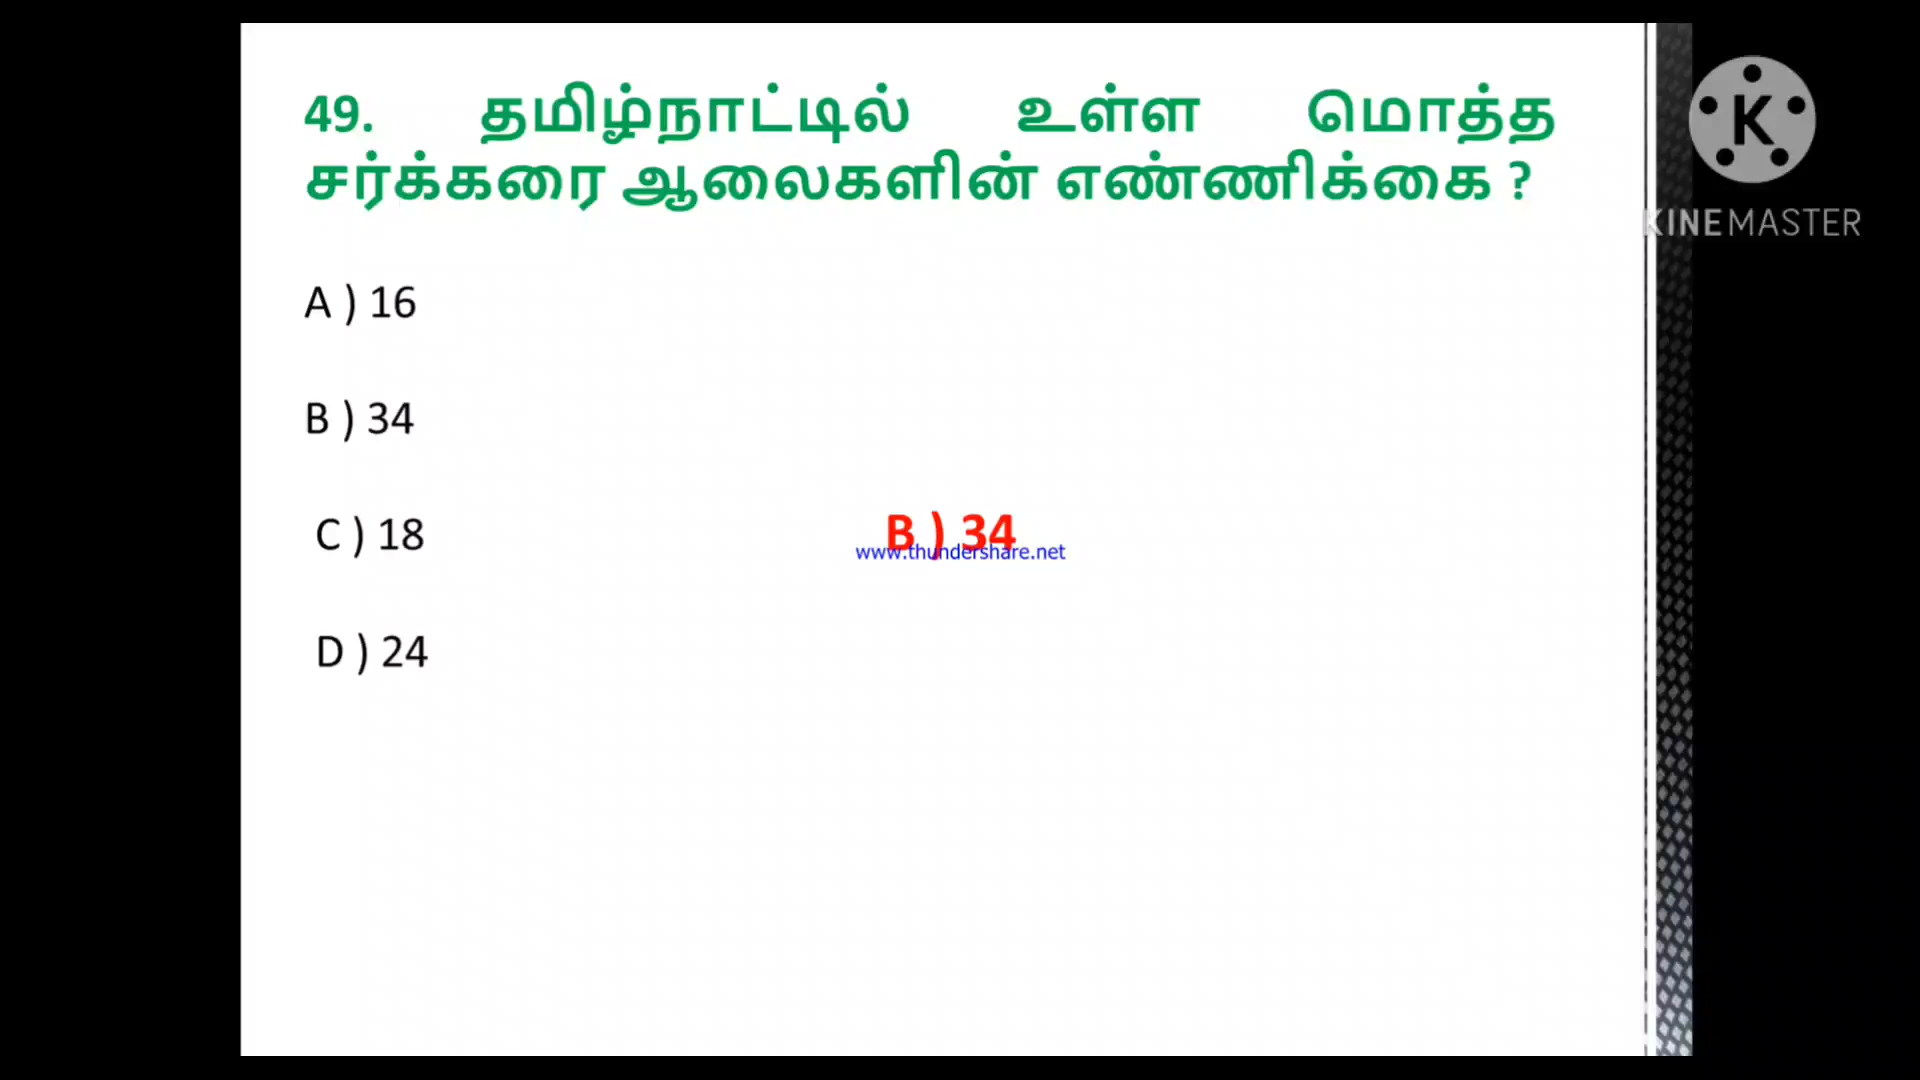 49. தமிழ்நாட்டில் உள்ள மொத்த
சர்க்கரை ஆலைகளின் எண்ணிக்கை ?
A ) 16
B ) 34
C ) 18
B ) 34
www.thundershare.net
D ) 24
K
KINEMASTER